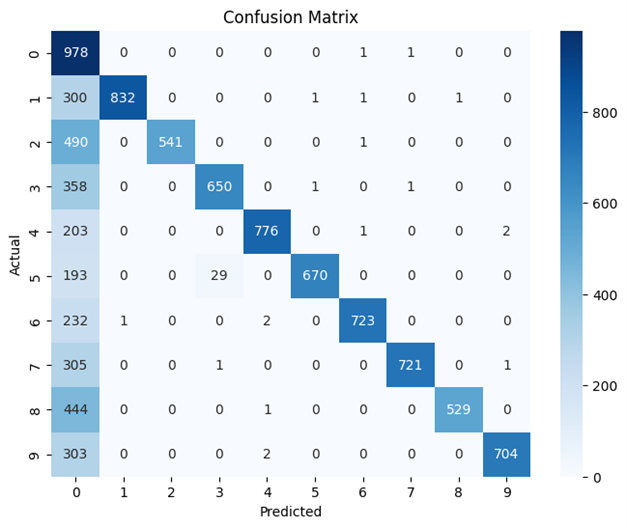 Confusion Matrix
0 978 0 0 0 0 0 1 1 0 0
1 300 832 0 0 0 1 1 0 1 0
2 490 0 541 0 0 0 1 0 0 0
3 358 0 0 650 0 1 0 1 0 0
4 203 0 0 0 776 0 1 0 0 2
5 193 0 0 29 0 670 0 0 0 0
6 232 1 0 0 2 0 723 0 0 0
7 305 0 0 1 0 0 0 721 0 1
8 444 0 0 0 1 0 0 0 529 0
9 303 0 0 0 2 0 0 0 0 704
0 1 2 3 4 5 6 7 8 9
Predicted
Actual
800
600
400
200
0